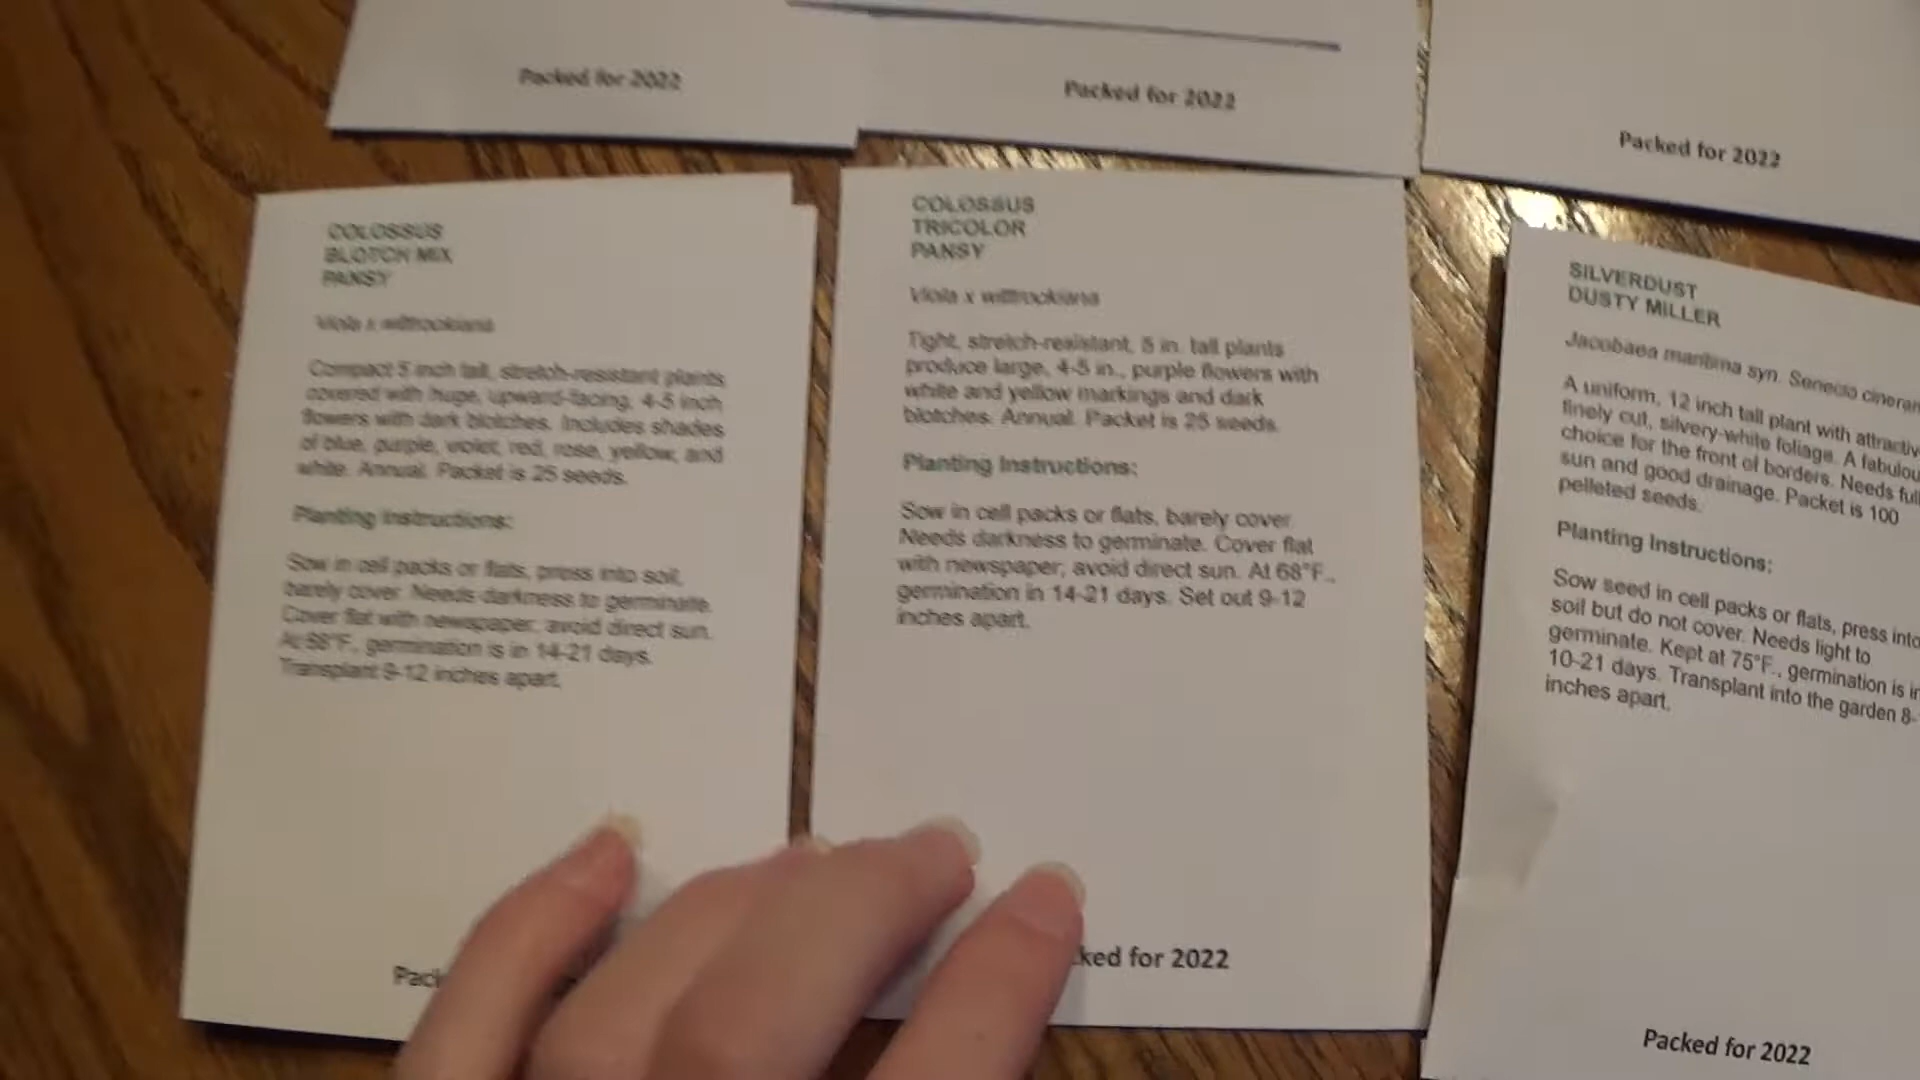 Packed for 2022
Packed for 2022
Packed for 2022
COLOSSUS
BLOTCH MIX
PANSY
Viola x wittrockiana
Compact 5 inch tall, stretch-resistant plants
covered with huge, upward-facing, 4-5 inch
flowers with dark blotches. Includes shades
of blue, purple, violet, red, rose, yellow, and
white. Annual. Packet is 25 seeds.
Planting Instructions:
Sow in cell packs or flats, press into soil,
barely cover. Needs darkness to germinate.
Cover flat with newspaper, avoid direct sun.
At 68°F., germination is in 14-21 days.
Transplant 9-12 inches apart.
COLOSSUS
TRICOLOR
PANSY
Viola x wittrockiana
Tight, stretch-resistant, 5 in. tall plants
produce large, 4-5 in., purple flowers with
white and yellow markings and dark
blotches. Annual. Packet is 25 seeds.
Planting Instructions:
Sow in cell packs or flats, barely cover.
Needs darkness to germinate. Cover flat
with newspaper, avoid direct sun. At 68°F.,
germination in 14-21 days. Set out 9-12
inches apart.
ked for 2022
SILVERDUST
DUSTY MILLER
Jacobaea maritima syn. Senecio cinerar
A uniform, 12 inch tall plant with attractiv
finely cut, silvery-white foliage. A fabulou
choice for the front of borders. Needs full
sun and good drainage. Packet is 100
pelleted seeds.
Planting Instructions:
Sow seed in cell packs or flats, press into
soil but do not cover. Needs light to
germinate. Kept at 75°F., germination is in
10-21 days. Transplant into the garden 8-
inches apart.
Packed for 2022